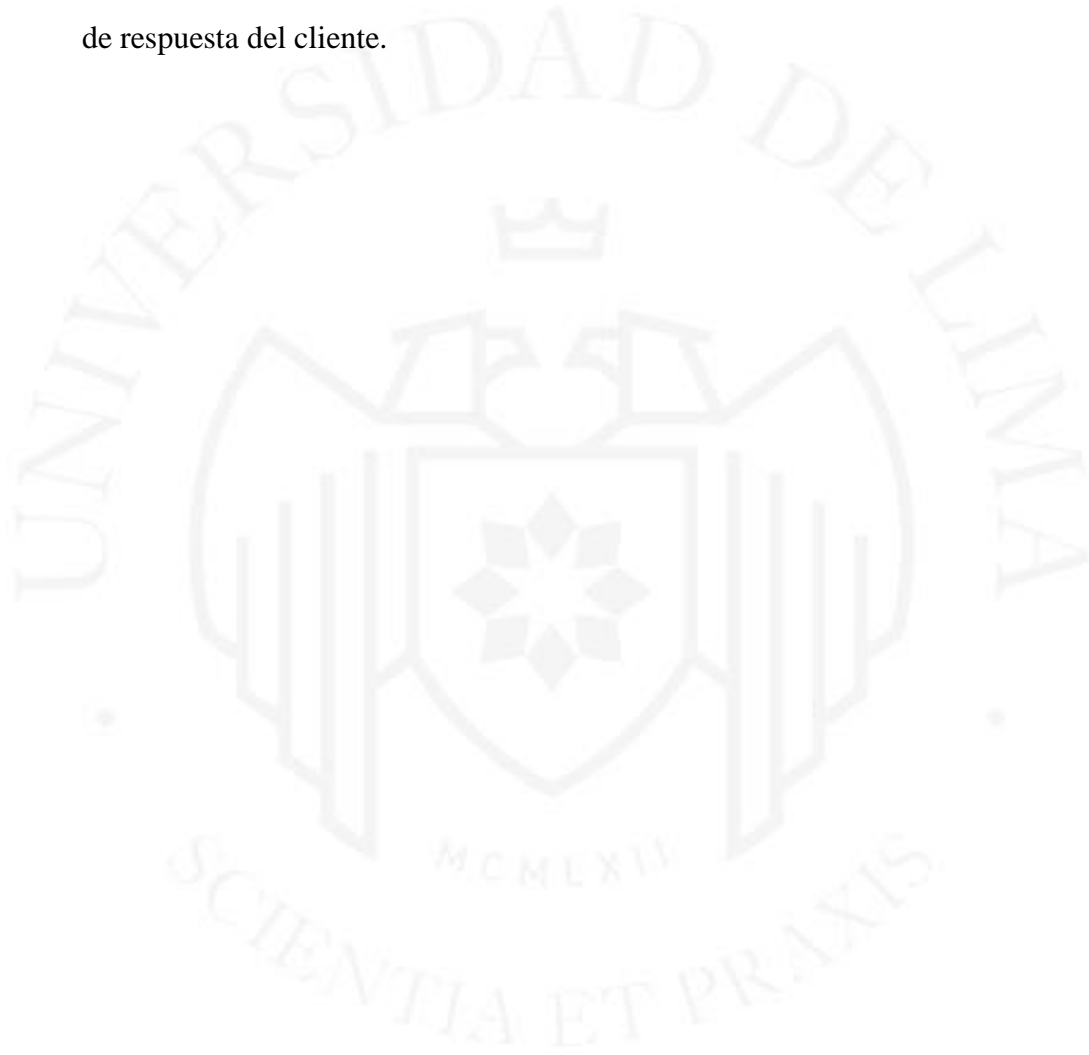 de respuesta del cliente.
UNIVERSIDAD DE LIMA
MCMLXII
SCIENTIA ET PRAXIS